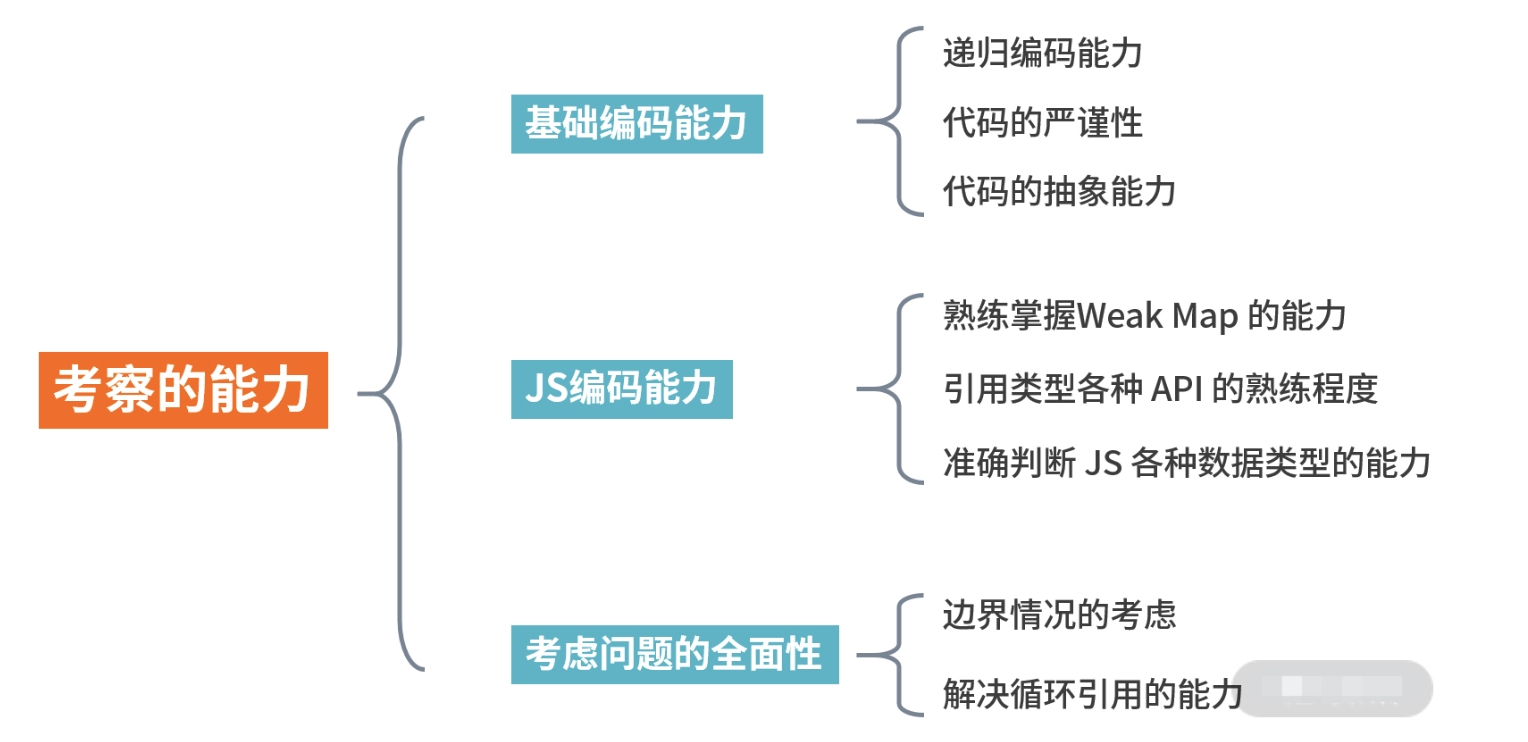 考察的能力
基础编码能力
递归编码能力
代码的严谨性
代码的抽象能力
JS编码能力
熟练掌握Weak Map 的能力
引用类型各种 API 的熟练程度
准确判断 JS 各种数据类型的能力
考虑问题的全面性
边界情况的考虑
解决循环引用的能力